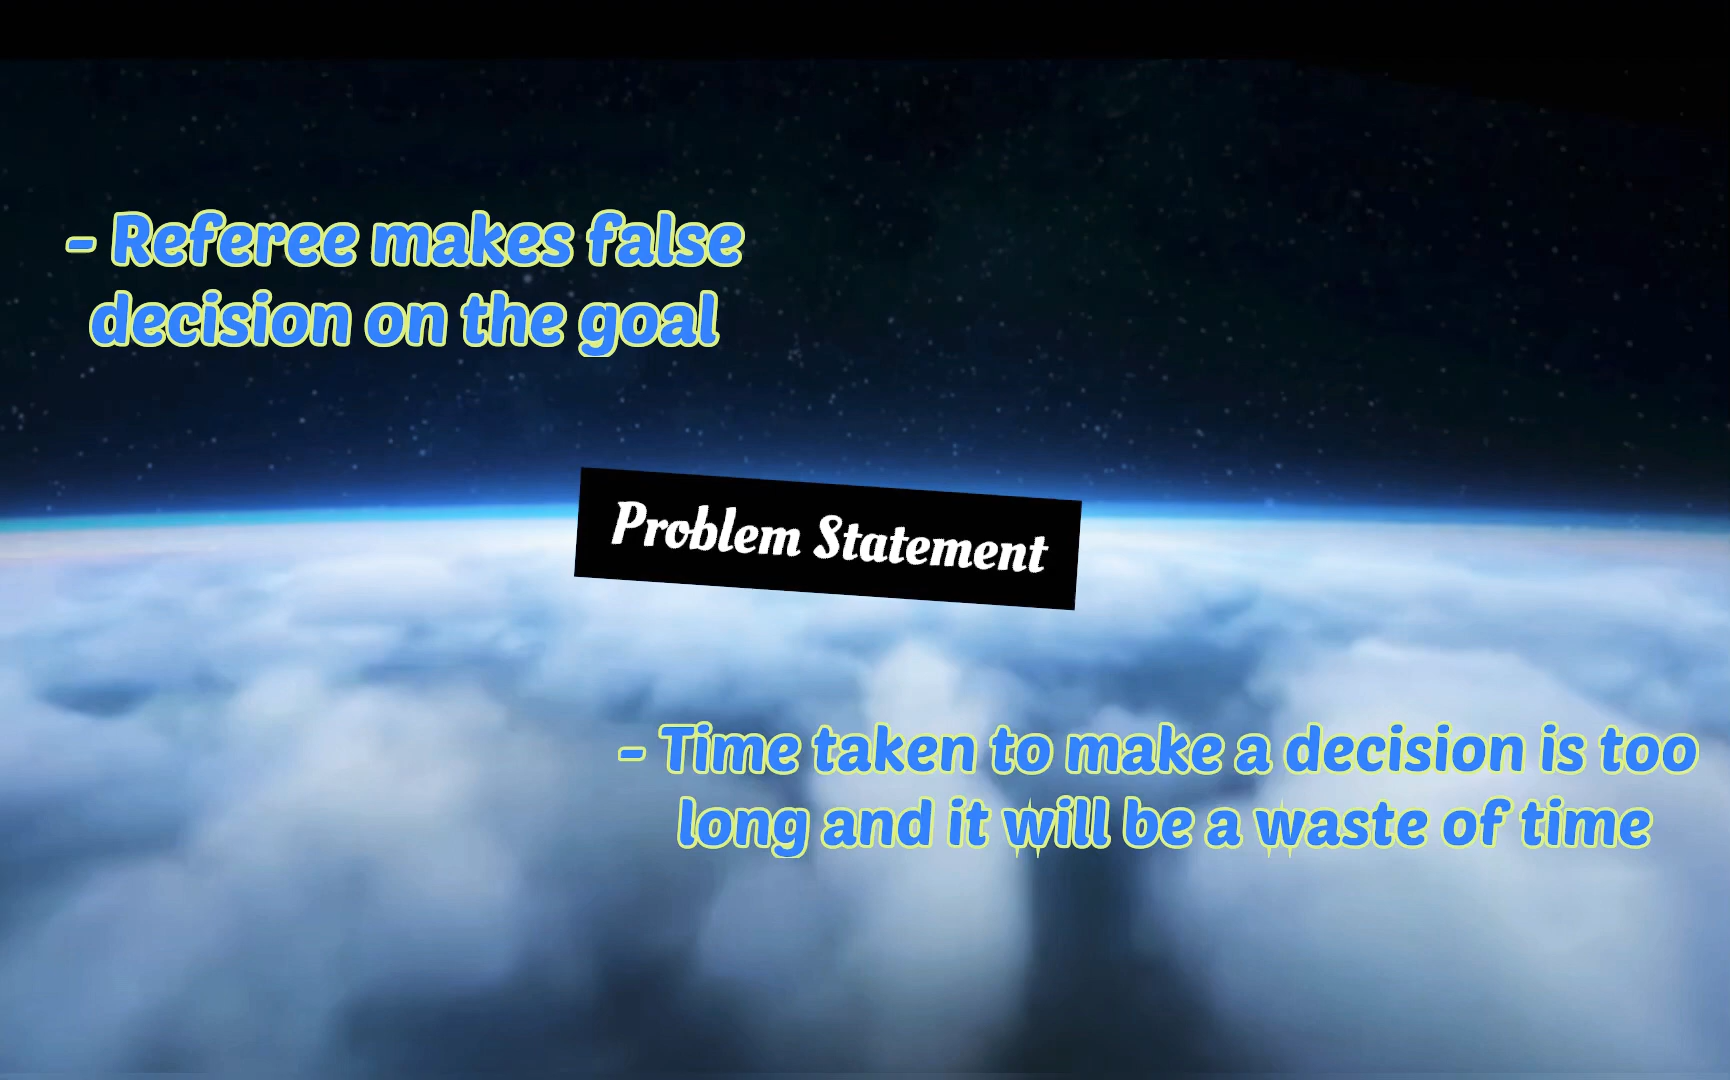 - Referee makes false
decision on the goal
Problem Statement
- Time taken to make a decision is too
long and it will be a waste of time